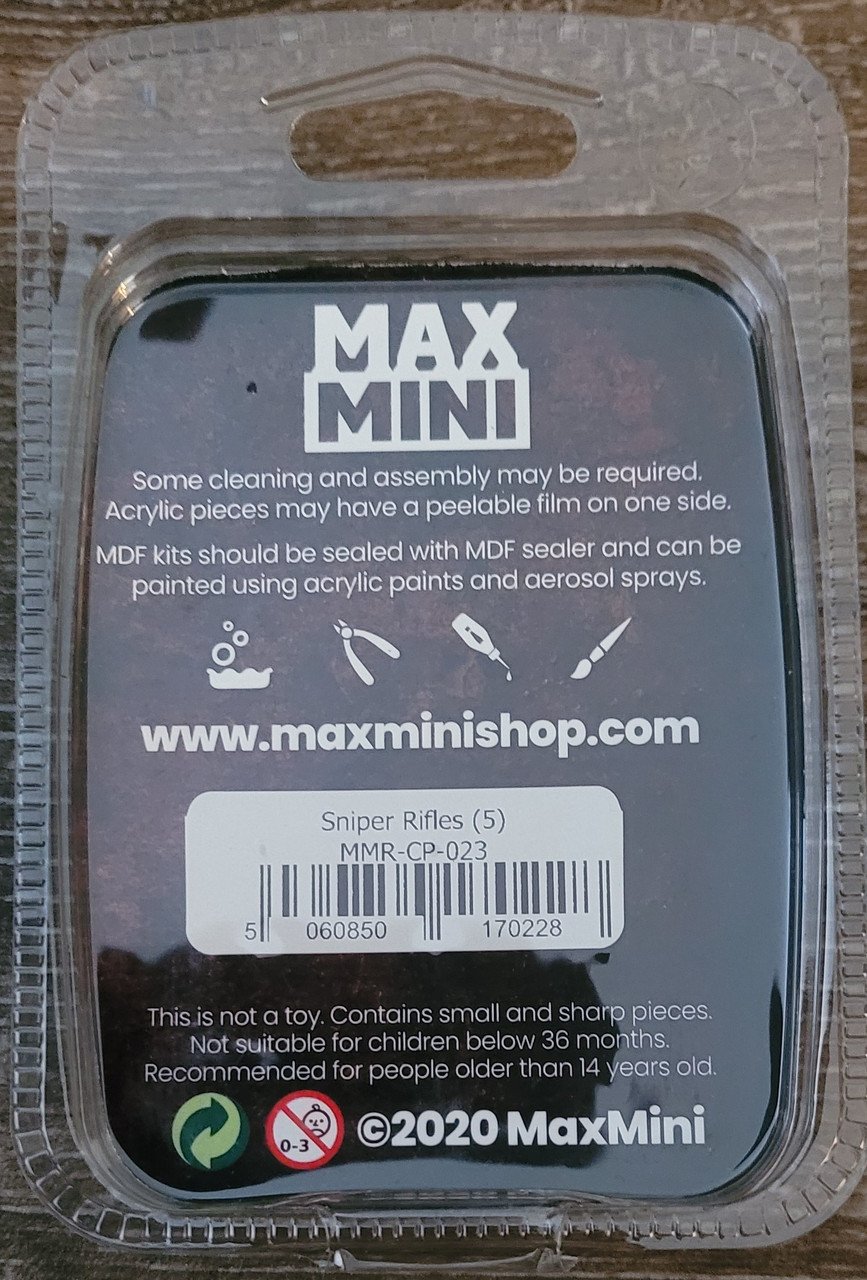 MAX
MINI
Some cleaning and assembly may be required.
Acrylic pieces may have a peelable film on one side.
MDF kits should be sealed with MDF sealer and can be
painted using acrylic paints and aerosol sprays.
www.maxminishop.com
Sniper Rifles (5)
MMR-CP-023
5 060850 170228
This is not a toy. Contains small and sharp pieces.
Not suitable for children below 36 months.
Recommended for people older than 14 years old.
0-3 ©2020 MaxMini